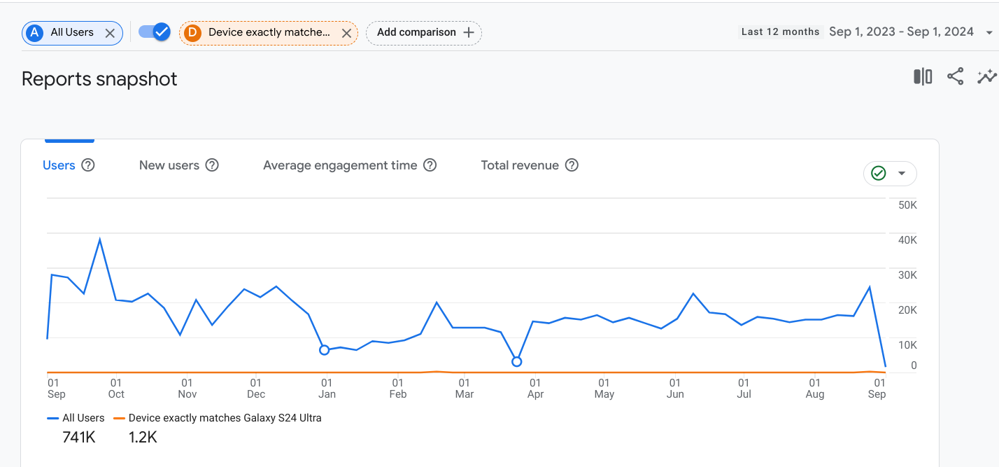 A All Users
D Device exactly matche...
Add comparison
Last 12 months Sep 1, 2023 - Sep 1, 2024
Reports snapshot
Users
New users
Average engagement time
Total revenue
50K
40K
30K
20K
10K
0
01 01 01 01 01 01 01 01 01 01 01 01 01
Sep Oct Nov Dec Jan Feb Mar Apr May Jun Jul Aug Sep
All Users Device exactly matches Galaxy S24 Ultra
741K 1.2K